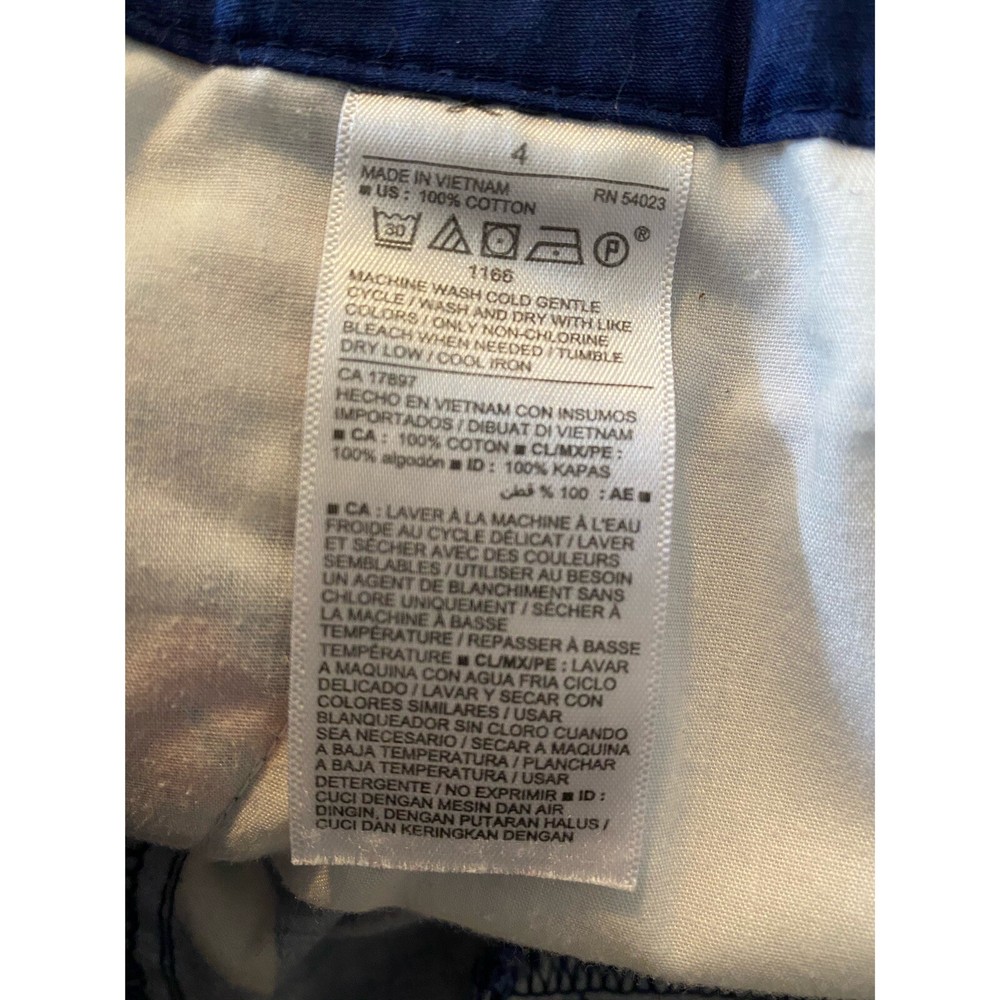 4
MADE IN VIETNAM RN 54023
■ US : 100% COTTON
30 P ®
1166
MACHINE WASH COLD GENTLE
CYCLE / WASH AND DRY WITH LIKE
COLORS / ONLY NON-CHLORINE
BLEACH WHEN NEEDED / TUMBLE
DRY LOW / COOL IRON
CA 17897
HECHO EN VIETNAM CON INSUMOS
IMPORTADOS / DIBUAT DI VIETNAM
■ CA : 100% COTON ■ CL/MX/PE :
100% algodón ■ ID : 100% KAPAS
■ AE : 100 % قطن
■ CA : LAVER À LA MACHINE À L'EAU
FROIDE AU CYCLE DÉLICAT / LAVER
ET SÉCHER AVEC DES COULEURS
SEMBLABLES / UTILISER AU BESOIN
UN AGENT DE BLANCHIMENT SANS
CHLORE UNIQUEMENT / SÉCHER À
LA MACHINE À BASSE
TEMPÉRATURE / REPASSER À BASSE
TEMPÉRATURE ■ CL/MX/PE : LAVAR
A MAQUINA CON AGUA FRIA CICLO
DELICADO / LAVAR Y SECAR CON
COLORES SIMILARES / USAR
BLANQUEADOR SIN CLORO CUANDO
SEA NECESARIO / SECAR A MAQUINA
A BAJA TEMPERATURA / PLANCHAR
A BAJA TEMPERATURA / USAR
DETERGENTE / NO EXPRIMIR ■ ID :
CUCI DENGAN MESIN DAN AIR
DINGIN, DENGAN PUTARAN HALUS /
CUCI DAN KERINGKAN DENGAN